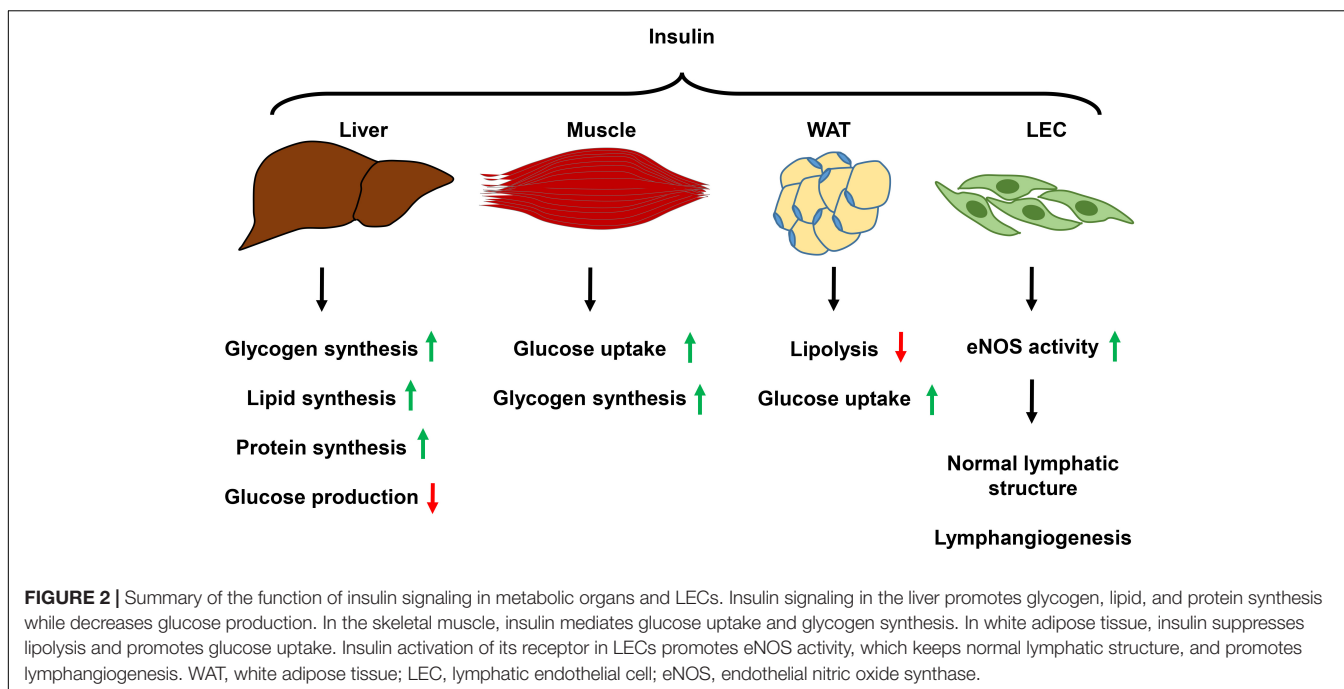 Insulin
Liver
Muscle
WAT
LEC
Glycogen synthesis
Lipid synthesis
Protein synthesis
Glucose production
Glucose uptake
Glycogen synthesis
Lipolysis
Glucose uptake
eNOS activity
Normal lymphatic
structure
Lymphangiogenesis
FIGURE 2 | Summary of the function of insulin signaling in metabolic organs and LECs. Insulin signaling in the liver promotes glycogen, lipid, and protein synthesis
while decreases glucose production. In the skeletal muscle, insulin mediates glucose uptake and glycogen synthesis. In white adipose tissue, insulin suppresses
lipolysis and promotes glucose uptake. Insulin activation of its receptor in LECs promotes eNOS activity, which keeps normal lymphatic structure, and promotes
lymphangiogenesis. WAT, white adipose tissue; LEC, lymphatic endothelial cell; eNOS, endothelial nitric oxide synthase.